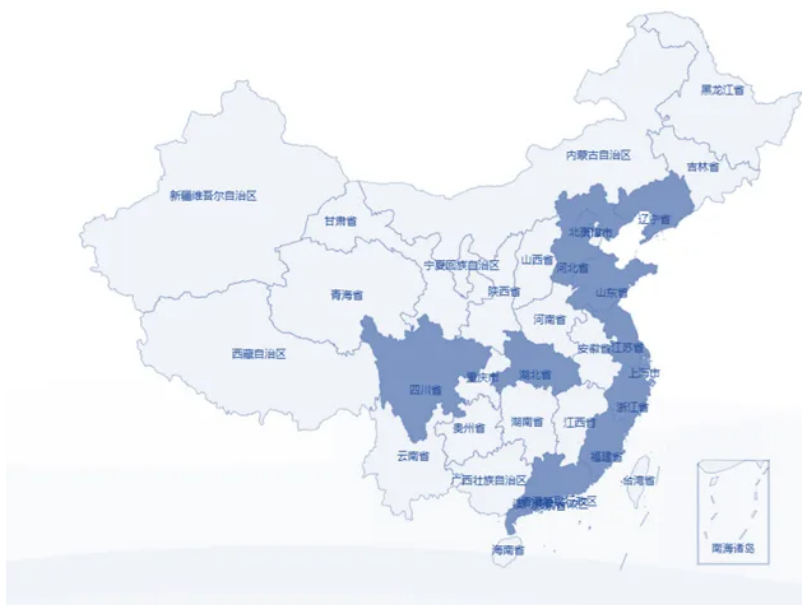 黑龙江省
内蒙古自治区
吉林省
新疆维吾尔自治区
辽宁省
甘肃省
山西省
宁夏回族自治区
河北省
陕西省
青海省
山东省
河南省
安徽省
江苏省
西藏自治区
上海市
重庆市
湖北省
四川省
浙江省
湖南省
江西省
贵州省
云南省
福建省
广西壮族自治区
台湾省
海南省
南海诸岛